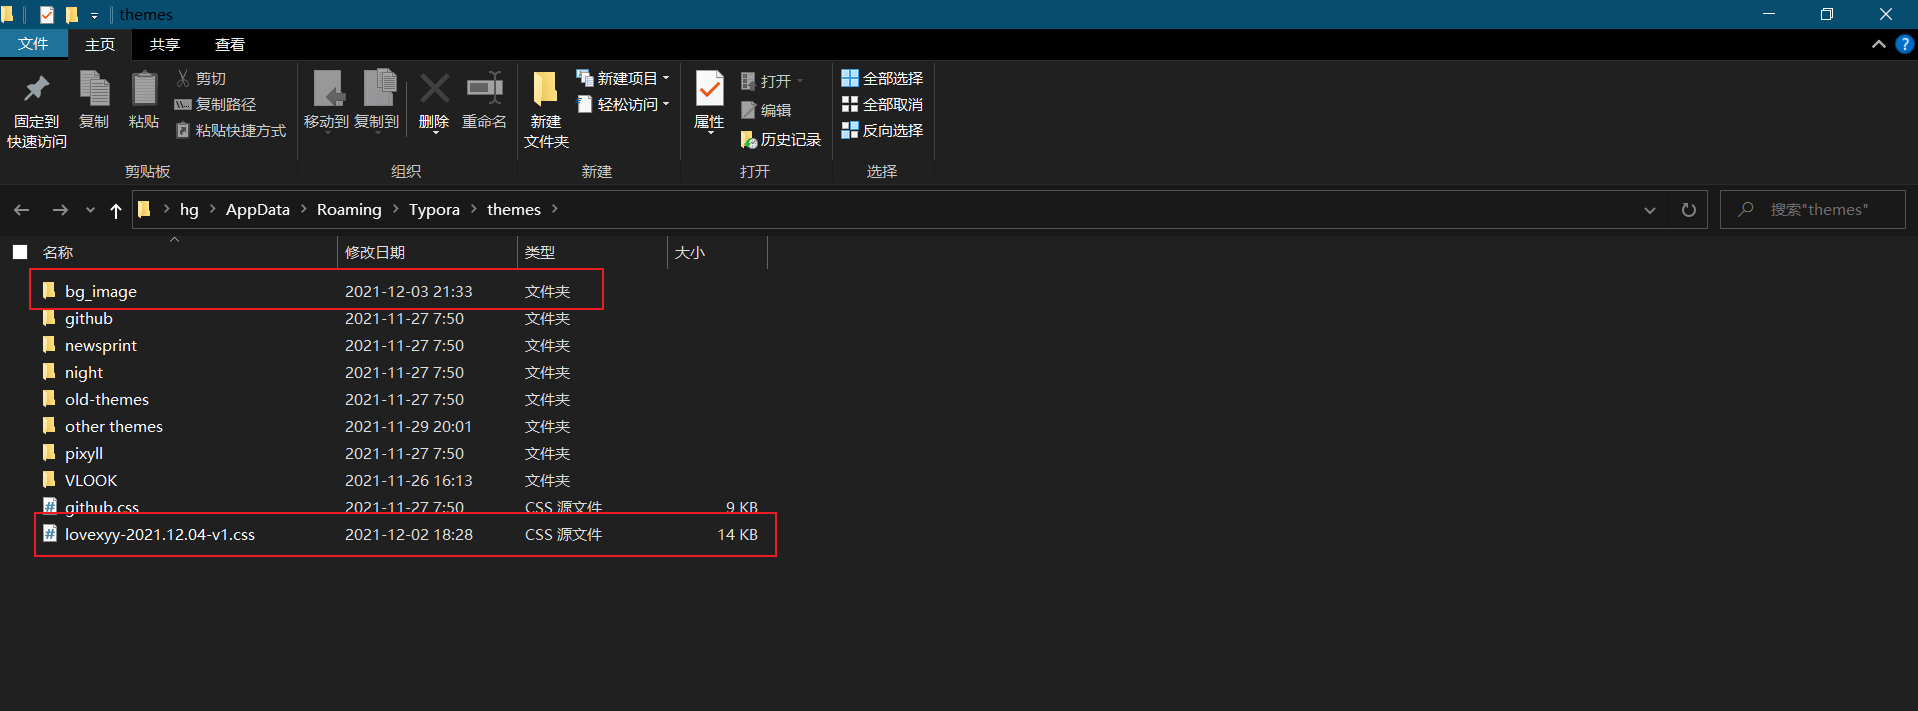 themes
文件 主页 共享 查看
固定到
快速访问
复制
粘贴
剪切
复制路径
粘贴快捷方式
剪贴板
移动到
复制到
删除
重命名
组织
新建
文件夹
新建项目
轻松访问
新建
属性
打开
编辑
历史记录
打开
全部选择
全部取消
反向选择
选择
hg AppData Roaming Typora themes
搜索"themes"
名称 修改日期 类型 大小
bg_image 2021-12-03 21:33 文件夹
github 2021-11-27 7:50 文件夹
newsprint 2021-11-27 7:50 文件夹
night 2021-11-27 7:50 文件夹
old-themes 2021-11-27 7:50 文件夹
other themes 2021-11-29 20:01 文件夹
pixyll 2021-11-27 7:50 文件夹
VLOOK 2021-11-26 16:13 文件夹
github.css 2021-11-27 7:50 CSS 源文件 9 KB
lovexyy-2021.12.04-v1.css 2021-12-02 18:28 CSS 源文件 14 KB